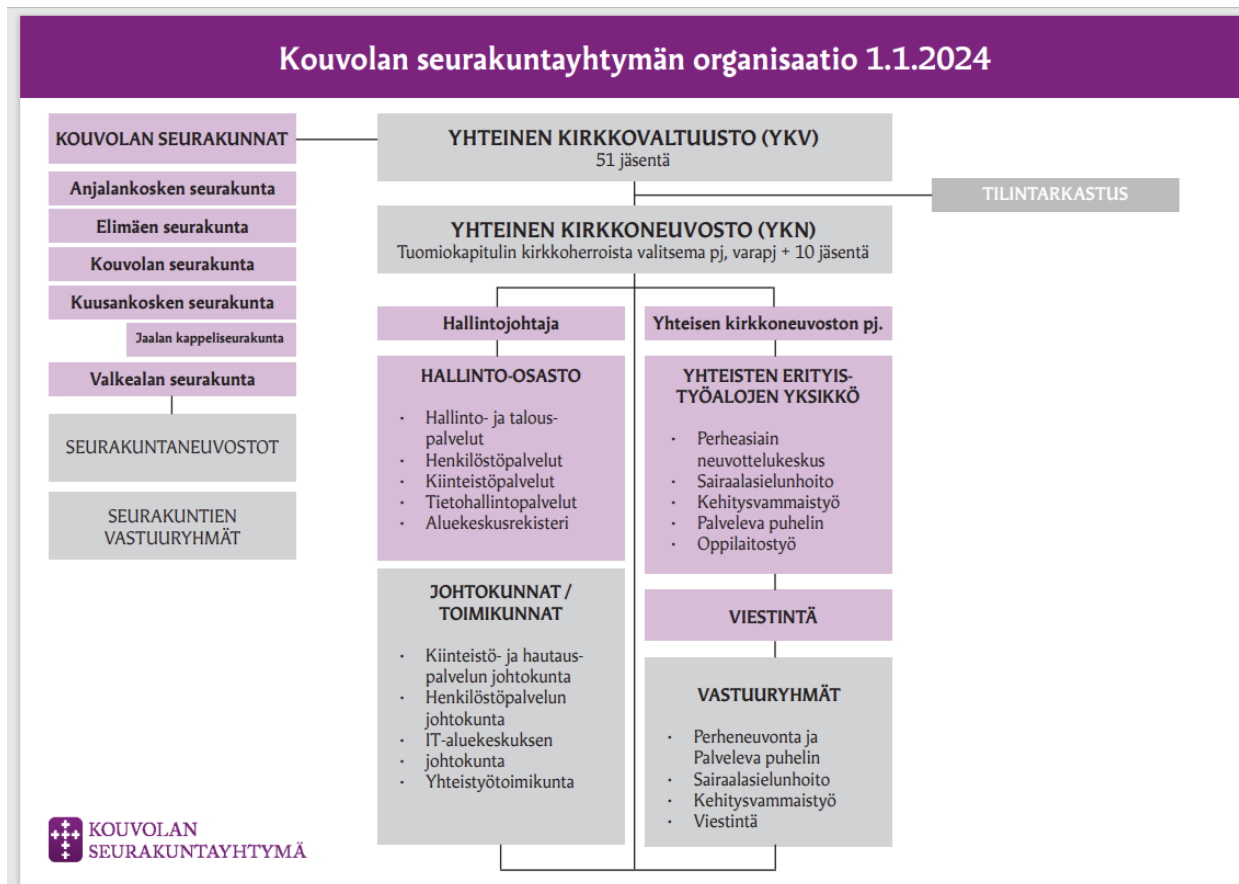 Kouvolan seurakuntayhtymän organisaatio 1.1.2024
KOUVOLAN SEURAKUNNAT
Anjalankosken seurakunta
Elimäen seurakunta
Kouvolan seurakunta
Kuusankosken seurakunta
Jaalan kappeliseurakunta
Valkealan seurakunta
SEURAKUNTANEUVOSTOT
SEURAKUNTIEN
VASTUURYHMÄT
YHTEINEN KIRKKOVALTUUSTO (YKV)
51 jäsentä
TILINTARKASTUS
YHTEINEN KIRKKONEUVOSTO (YKN)
Tuomiokapitulin kirkkoherroista valitsema pj, varapj + 10 jäsentä
Hallintojohtaja
HALLINTO-OSASTO
· Hallinto- ja talous-
palvelut
· Henkilöstöpalvelut
· Kiinteistöpalvelut
· Tietohallintopalvelut
· Aluekeskusrekisteri
JOHTOKUNNAT /
TOIMIKUNNAT
· Kiinteistö- ja hautaus-
palvelun johtokunta
· Henkilöstöpalvelun
johtokunta
· IT-aluekeskuksen
· johtokunta
· Yhteistyötoimikunta
Yhteisen kirkkoneuvoston pj.
YHTEISTEN ERITYIS-
TYÖALOJEN YKSIKKÖ
· Perheasiain
neuvottelukeskus
· Sairaalasielunhoito
· Kehitysvammaistyö
· Palveleva puhelin
· Oppilaitostyö
VIESTINTÄ
VASTUURYHMÄT
· Perheneuvonta ja
Palveleva puhelin
· Sairaalasielunhoito
· Kehitysvammaistyö
· Viestintä
KOUVOLAN
SEURAKUNTAYHTYMÄ